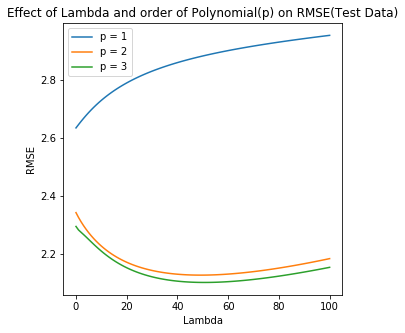 Effect of Lambda and order of Polynomial(p) on RMSE(Test Data)
p = 1
p = 2
p = 3
2.8
2.6
2.4
2.2
RMSE
0 20 40 60 80 100
Lambda